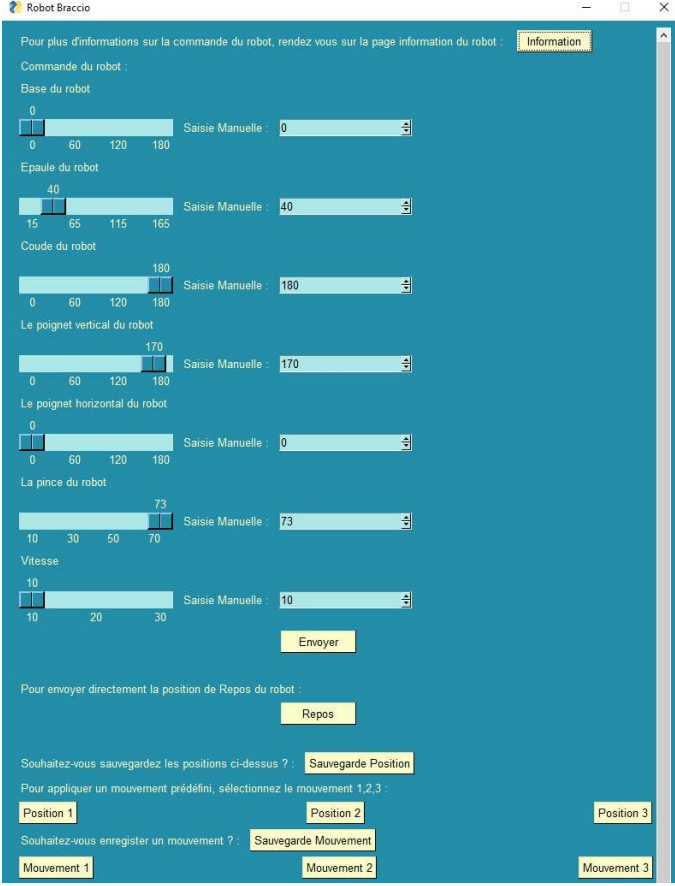 Robot Braccio
Pour plus d'informations sur la commande du robot, rendez vous sur la page information du robot : Information
Commande du robot :
Base du robot
0
Saisie Manuelle : 0
0 60 120 180
Epaule du robot
40
Saisie Manuelle : 40
15 65 115 165
Coude du robot
180
Saisie Manuelle : 180
0 60 120 180
Le poignet vertical du robot
170
Saisie Manuelle : 170
0 60 120 180
Le poignet horizontal du robot
0
Saisie Manuelle : 0
0 60 120 180
La pince du robot
73
Saisie Manuelle : 73
10 30 50 70
Vitesse
10
Saisie Manuelle : 10
10 20 30
Envoyer
Pour envoyer directement la position de Repos du robot :
Repos
Souhaitez-vous sauvegardez les positions ci-dessus ? : Sauvegarde Position
Pour appliquer un mouvement prédéfini, sélectionnez le mouvement 1,2,3 :
Position 1 Position 2 Position 3
Souhaitez-vous enregister un mouvement ? : Sauvegarde Mouvement
Mouvement 1 Mouvement 2 Mouvement 3